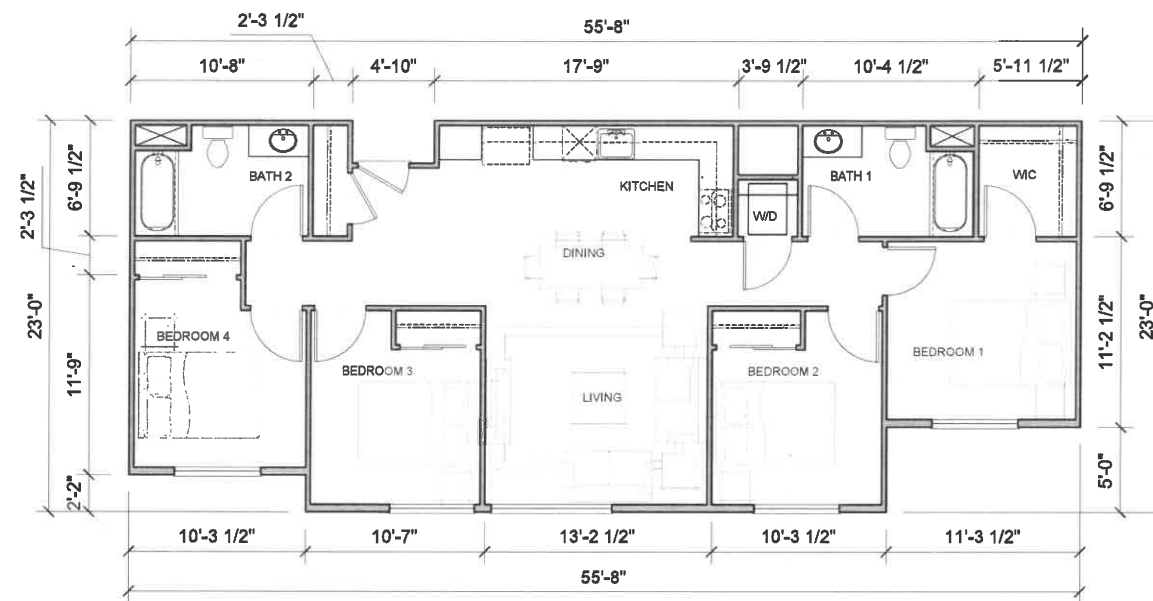 2'-3 1/2"
55'-8"
10'-8"
4'-10"
17'-9"
3'-9 1/2"
10'-4 1/2"
5'-11 1/2"
2'-3 1/2"
6'-9 1/2"
BATH 2
KITCHEN
W/D
BATH 1
WIC
6'-9 1/2"
DINING
23'-0"
BEDROOM 4
BEDROOM 3
BEDROOM 2
BEDROOM 1
11'-2 1/2"
23'-0"
11'-9"
LIVING
2'-2"
5'-0"
10'-3 1/2"
10'-7"
13'-2 1/2"
10'-3 1/2"
11'-3 1/2"
55'-8"